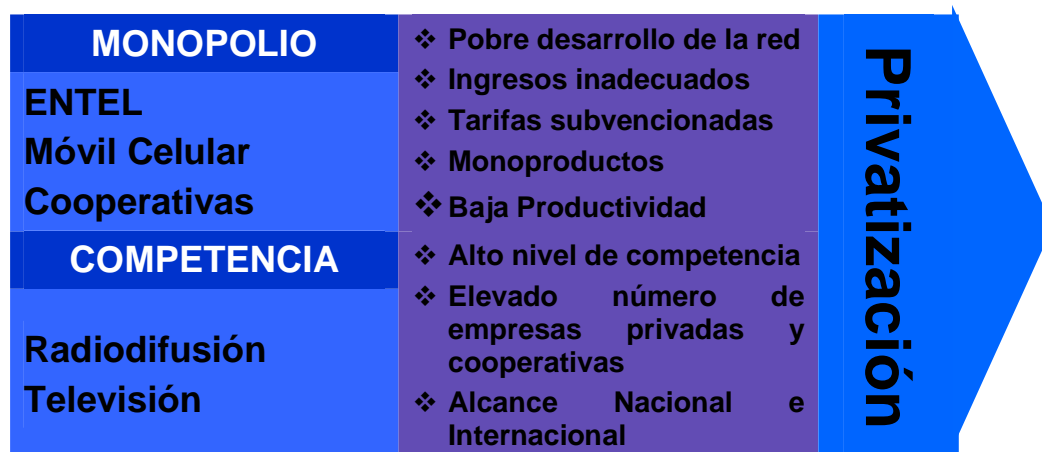 MONOPOLIO
ENTEL
Móvil Celular
Cooperativas
❖ Pobre desarrollo de la red
❖ Ingresos inadecuados
❖ Tarifas subvencionadas
❖ Monoproductos
❖ Baja Productividad
COMPETENCIA
Radiodifusión
Televisión
❖ Alto nivel de competencia
❖ Elevado número de
empresas privadas y
cooperativas
❖ Alcance Nacional e
Internacional
Privatización